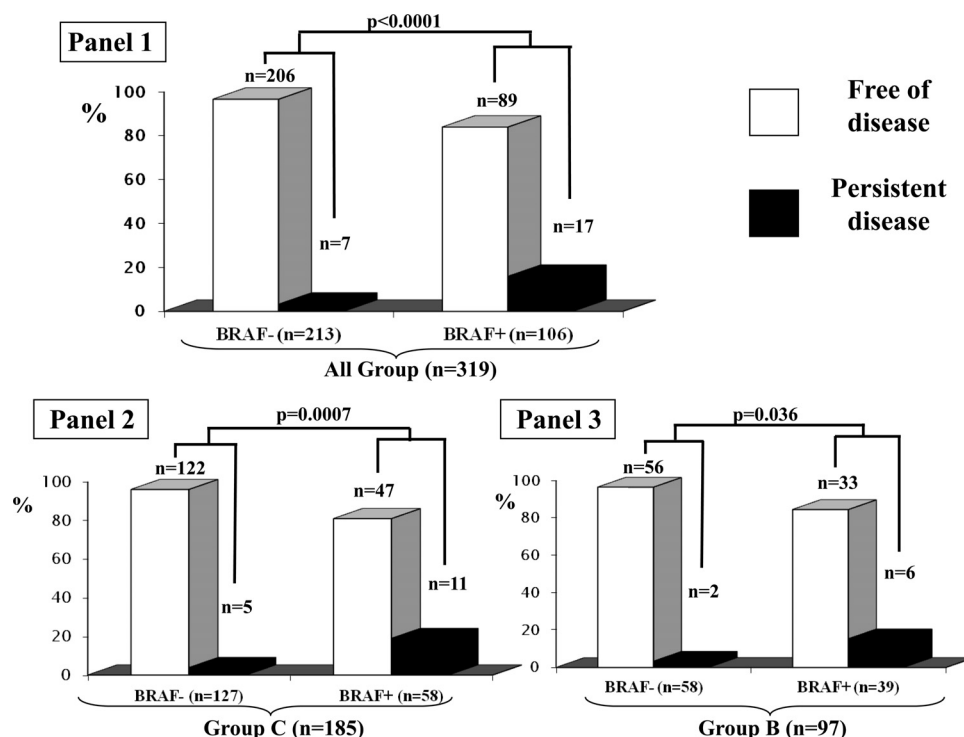 Panel 1
p<0.0001
n=206
n=89
%
100
80
60
40
20
0
n=7
n=17
BRAF- (n=213)
BRAF+ (n=106)
All Group (n=319)
Free of
disease
Persistent
disease
Panel 2
p=0.0007
n=122
n=47
%
100
80
60
40
20
0
n=5
n=11
BRAF- (n=127)
BRAF+ (n=58)
Group C (n=185)
Panel 3
p=0.036
n=56
n=33
%
100
80
60
40
20
0
n=2
n=6
BRAF- (n=58)
BRAF+ (n=39)
Group B (n=97)